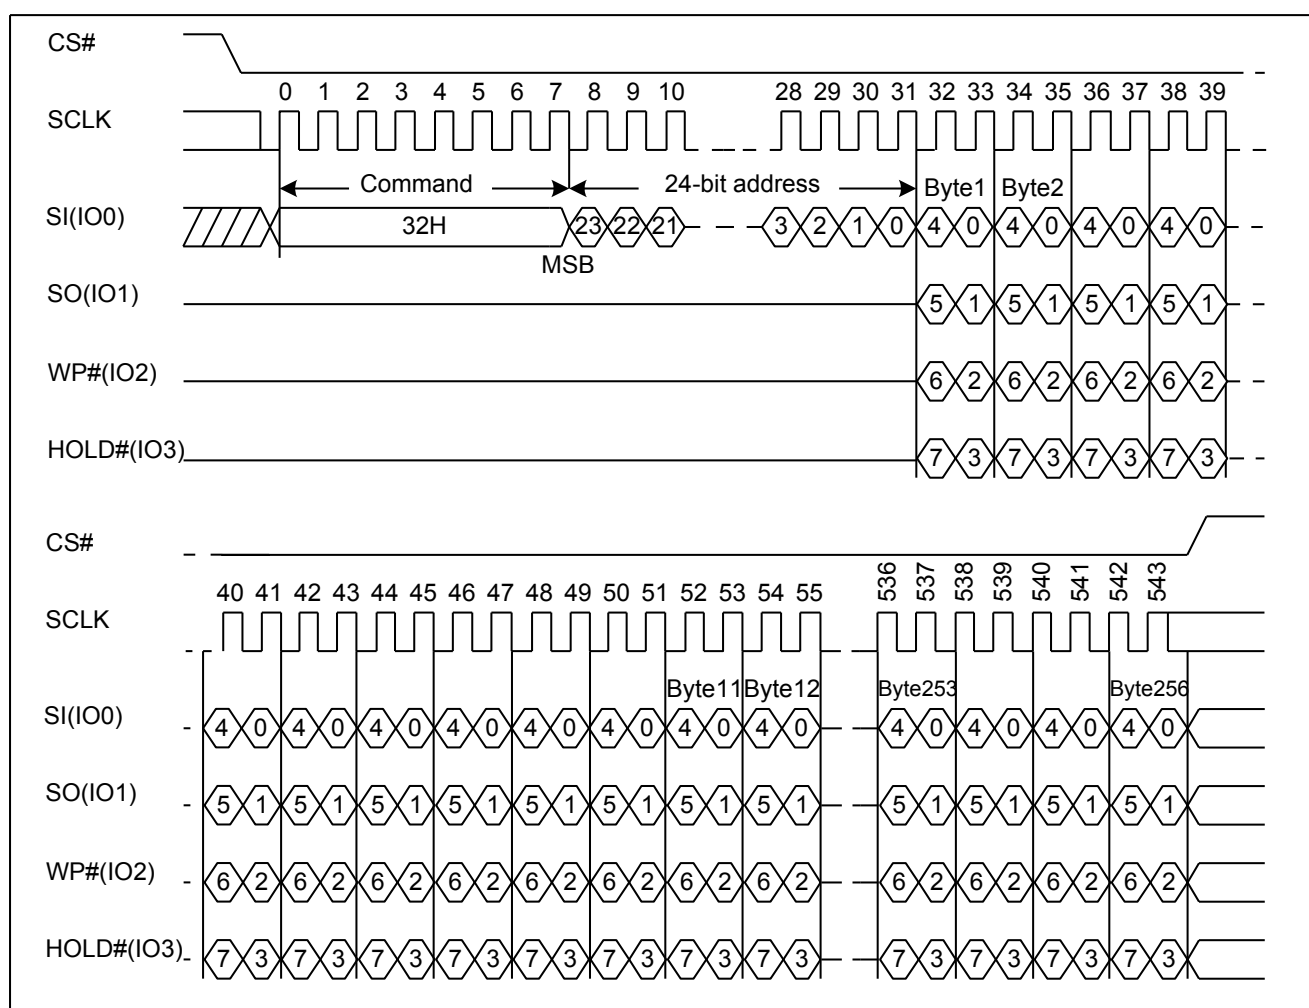 CS#
0 1 2 3 4 5 6 7 8 9 10 28 29 30 31 32 33 34 35 36 37 38 39
SCLK
Command 24-bit address Byte1 Byte2
SI(IO0) 32H 23 22 21 3 2 1 0 4 0 4 0 4 0 4 0
MSB
SO(IO1) 5 1 5 1 5 1 5 1
WP#(IO2) 6 2 6 2 6 2 6 2
HOLD#(IO3) 7 3 7 3 7 3 7 3
CS#
40 41 42 43 44 45 46 47 48 49 50 51 52 53 54 55 536 537 538 539 540 541 542 543
SCLK
Byte11 Byte12 Byte253 Byte256
SI(IO0) 4 0 4 0 4 0 4 0 4 0 4 0 4 0 4 0 4 0 4 0 4 0 4 0
SO(IO1) 5 1 5 1 5 1 5 1 5 1 5 1 5 1 5 1 5 1 5 1 5 1 5 1
WP#(IO2) 6 2 6 2 6 2 6 2 6 2 6 2 6 2 6 2 6 2 6 2 6 2 6 2
HOLD#(IO3) 7 3 7 3 7 3 7 3 7 3 7 3 7 3 7 3 7 3 7 3 7 3 7 3